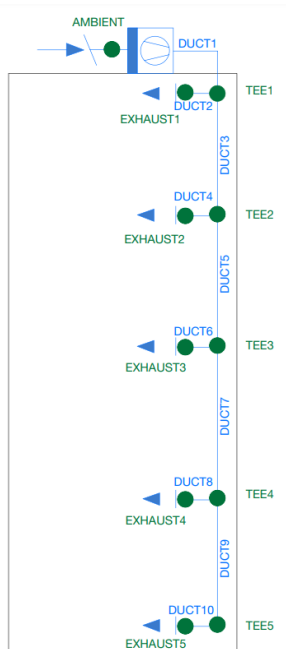 AMBIENT
DUCT1
TEE1
DUCT2
EXHAUST1
DUCT3
DUCT4
TEE2
EXHAUST2
DUCT5
DUCT6
TEE3
EXHAUST3
DUCT7
DUCT8
TEE4
EXHAUST4
DUCT9
DUCT10
TEE5
EXHAUST5